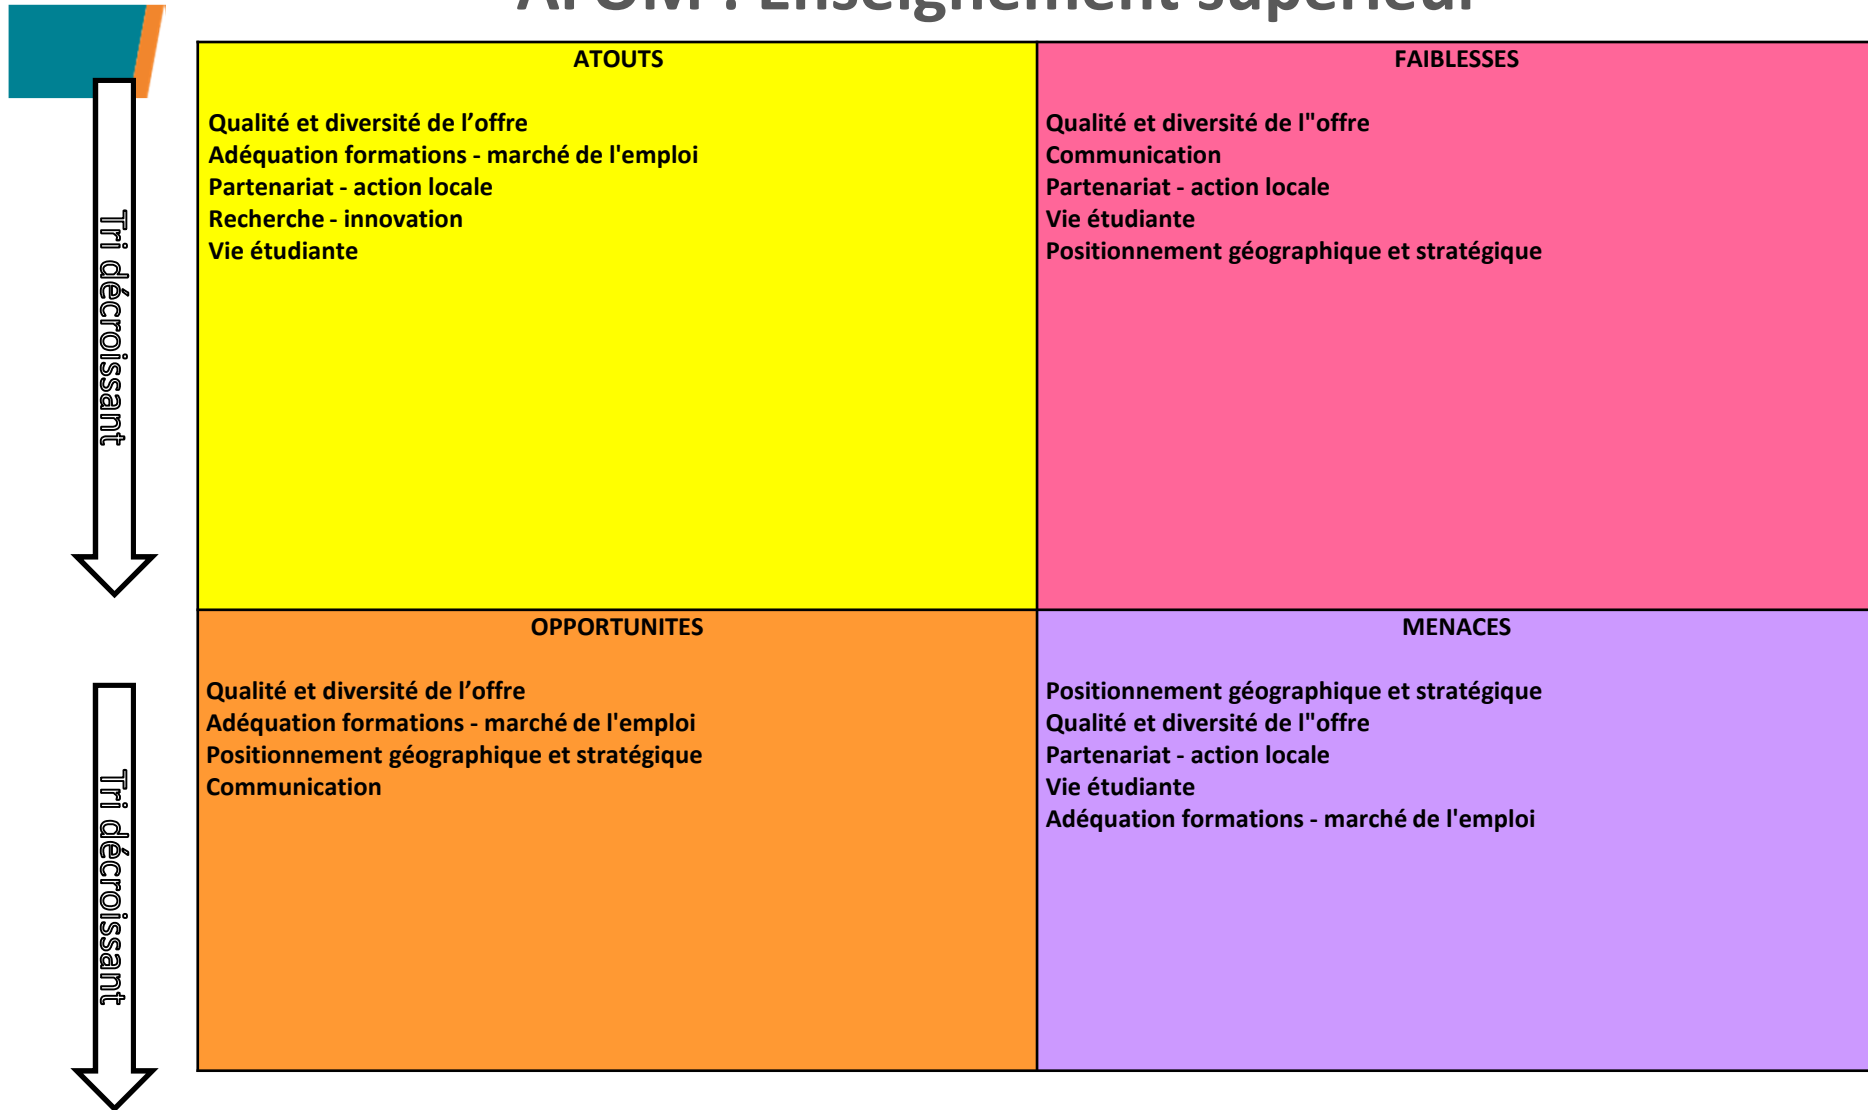 AFOM : Enseignement supérieur
ATOUTS
Qualité et diversité de l’offre
Adéquation formations - marché de l'emploi
Partenariat - action locale
Recherche - innovation
Vie étudiante
FAIBLESSES
Qualité et diversité de l"offre
Communication
Partenariat - action locale
Vie étudiante
Positionnement géographique et stratégique
Tri décroissant
OPPORTUNITES
Qualité et diversité de l’offre
Adéquation formations - marché de l'emploi
Positionnement géographique et stratégique
Communication
MENACES
Positionnement géographique et stratégique
Qualité et diversité de l"offre
Partenariat - action locale
Vie étudiante
Adéquation formations - marché de l'emploi
Tri décroissant